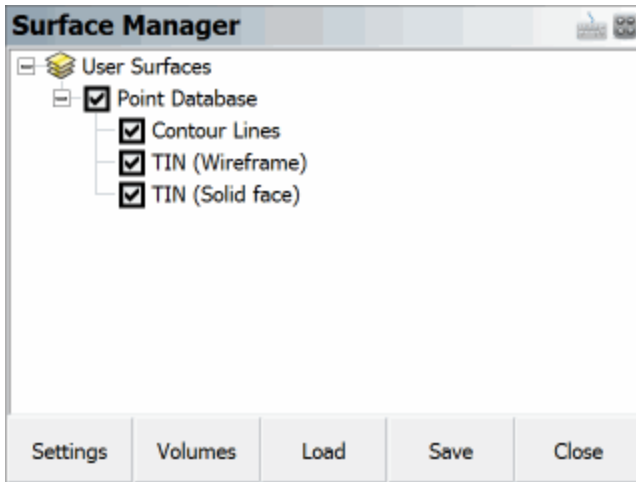 Surface Manager
User Surfaces
Point Database
Contour Lines
TIN (Wireframe)
TIN (Solid face)
Settings Volumes Load Save Close